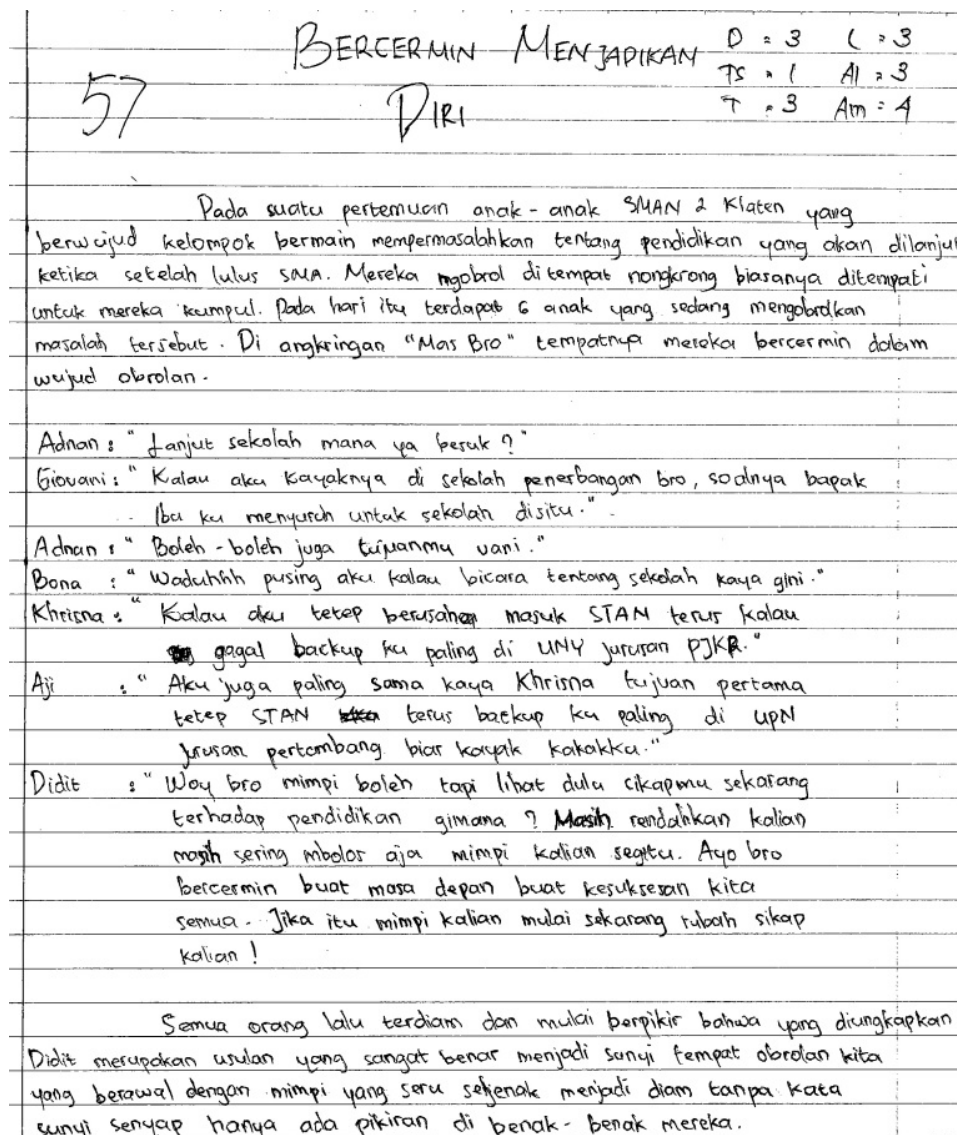 BERCERMIN MENJADIKAN
DIRI
57
D = 3 L = 3
TS = 1 Al = 3
T = 3 Am = 4
Pada suatu pertemuan anak - anak SMAN 2 Klaten yang
berwujud kelompok bermain mempermasalahkan tentang pendidikan yang akan dilanjut
ketika setelah lulus SMA. Mereka ngobrol ditempat nongkrong biasanya ditempati
untuk mereka kumpul. Pada hari itu terdapat 6 anak yang sedang mengobrolkan
masalah tersebut. Di angkringan "Mas Bro" tempatnya mereka bercermin dalam
wujud obrolan.
Adnan : " Lanjut sekolah mana ya besuk ? "
Giovani : " Kalau aku kayaknya di sekolah penerbangan bro, soalnya bapak
Ibu ku menyuruh untuk sekolah disitu."
Adnan : " Boleh - boleh juga tujuanmu vani ."
Bona : " Waduhhh pusing aku kalau bicara tentang sekolah kaya gini ."
Khrisna : " Kalau aku tetep berusaha masuk STAN terus kalau
gagal backup ku paling di UNY jurusan PJKR."
Aji : " Aku juga paling sama kaya Khrisna tujuan pertama
tetep STAN terus backup ku paling di UPN
jurusan pertambang biar kayak kakakku."
Didit : " Woy bro mimpi boleh tapi lihat dulu cikapmu sekarang
terhadap pendidikan gimana ? Masih rendahkan kalian
masih sering mbolos aja mimpi kalian segitu. Ayo bro
bercermin buat masa depan buat kesuksesan kita
semua. Jika itu mimpi kalian mulai sekarang rubah sikap
kalian !
Semua orang lalu terdiam dan mulai berpikir bahwa yang diungkapkan
Didit merupakan usulan yang sangat benar menjadi sunyi tempat obrolan kita
yang berawal dengan mimpi yang seru sekjenak menjadi diam tanpa kata
sunyi senyap hanya ada pikiran di benak - benak mereka.